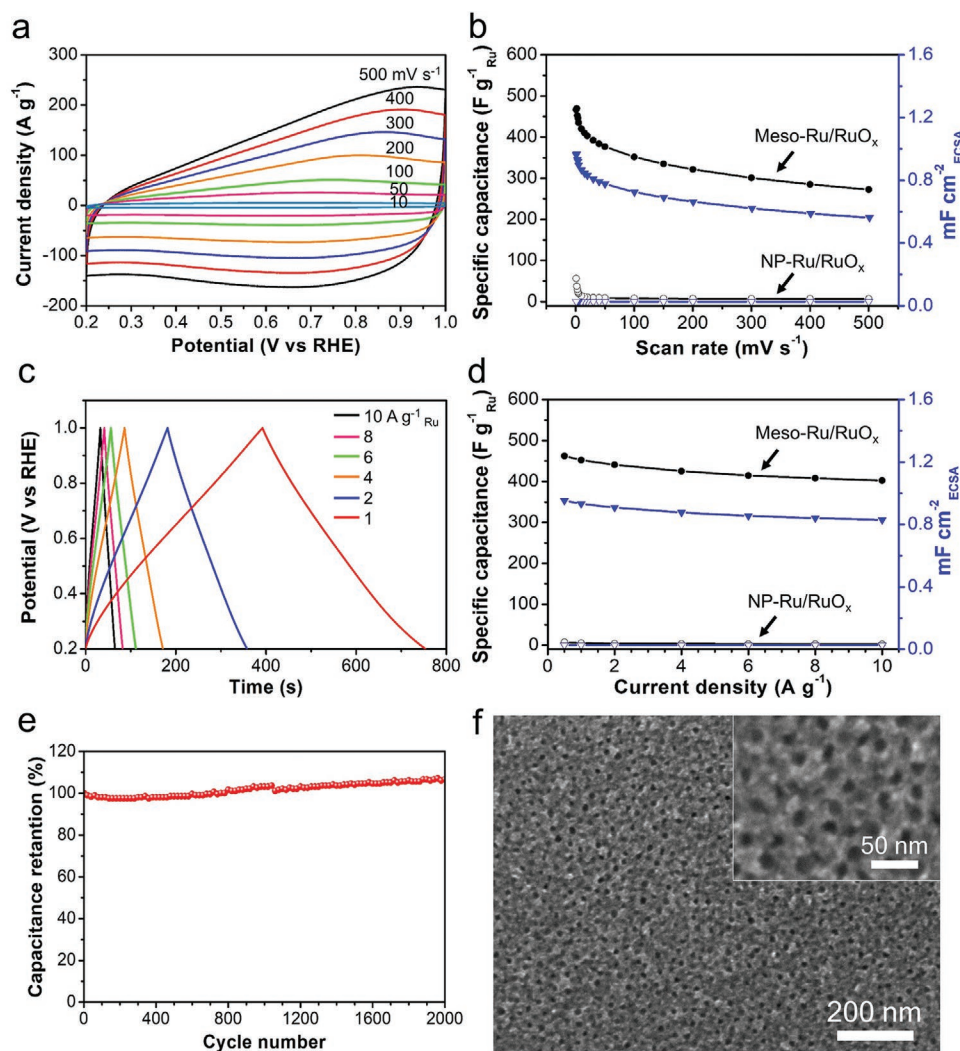 a
Current density (A g⁻¹)
300
200
100
0
-100
-200
500 mV s⁻¹
400
300
200
100
50
10
0.2 0.3 0.4 0.5 0.6 0.7 0.8 0.9 1.0
Potential (V vs RHE)
b
Specific capacitance (F g⁻¹Ru)
600
500
400
300
200
100
0
Meso-Ru/RuOx
NP-Ru/RuOx
1.6
1.2
0.8
0.4
0.0
mF cm⁻²ECSA
0 100 200 300 400 500
Scan rate (mV s⁻¹)
c
Potential (V vs RHE)
1.0
0.8
0.6
0.4
0.2
10 A g⁻¹Ru
8
6
4
2
1
0 200 400 600 800
Time (s)
d
Specific capacitance (F g⁻¹Ru)
600
500
400
300
200
100
0
Meso-Ru/RuOx
NP-Ru/RuOx
1.6
1.2
0.8
0.4
0.0
mF cm⁻²ECSA
0 2 4 6 8 10
Current density (A g⁻¹)
e
Capacitance retention (%)
120
100
80
60
40
20
0
0 400 800 1200 1600 2000
Cycle number
f
50 nm
200 nm